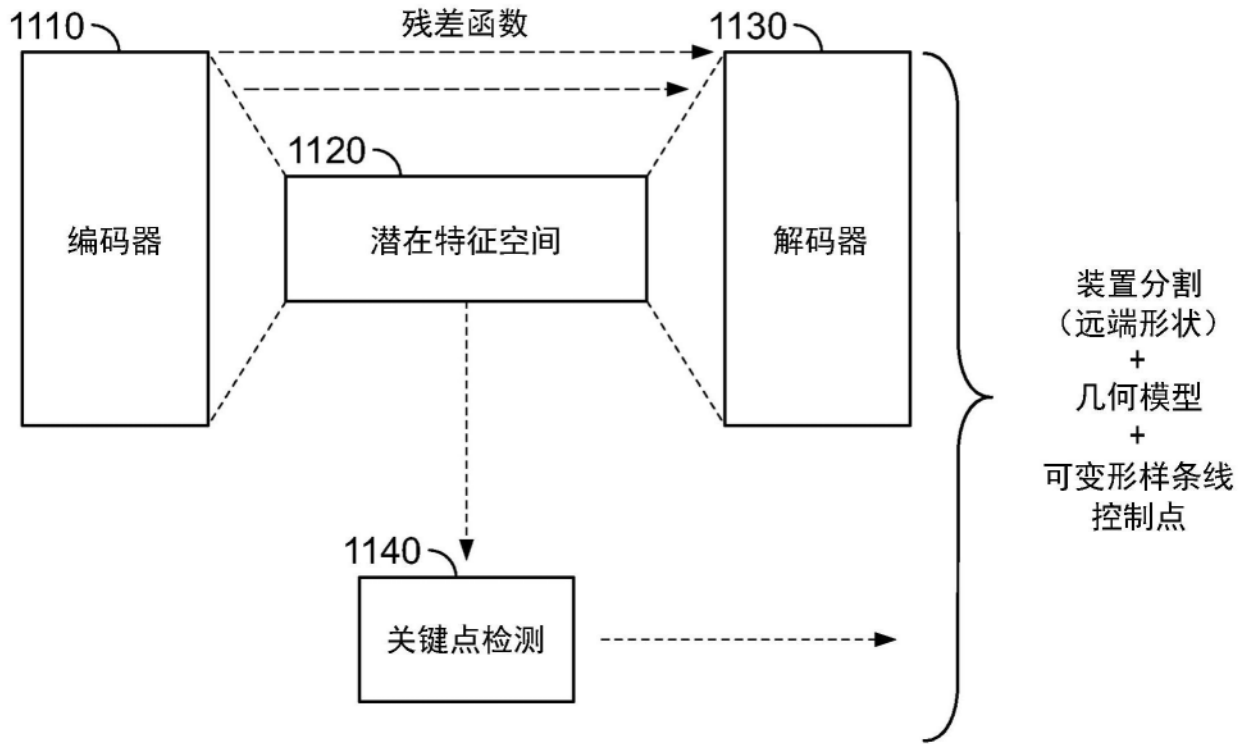 1110
残差函数
1130
1120
编码器
潜在特征空间
解码器
装置分割
（远端形状）
+
几何模型
+
可变形样条线
控制点
1140
关键点检测